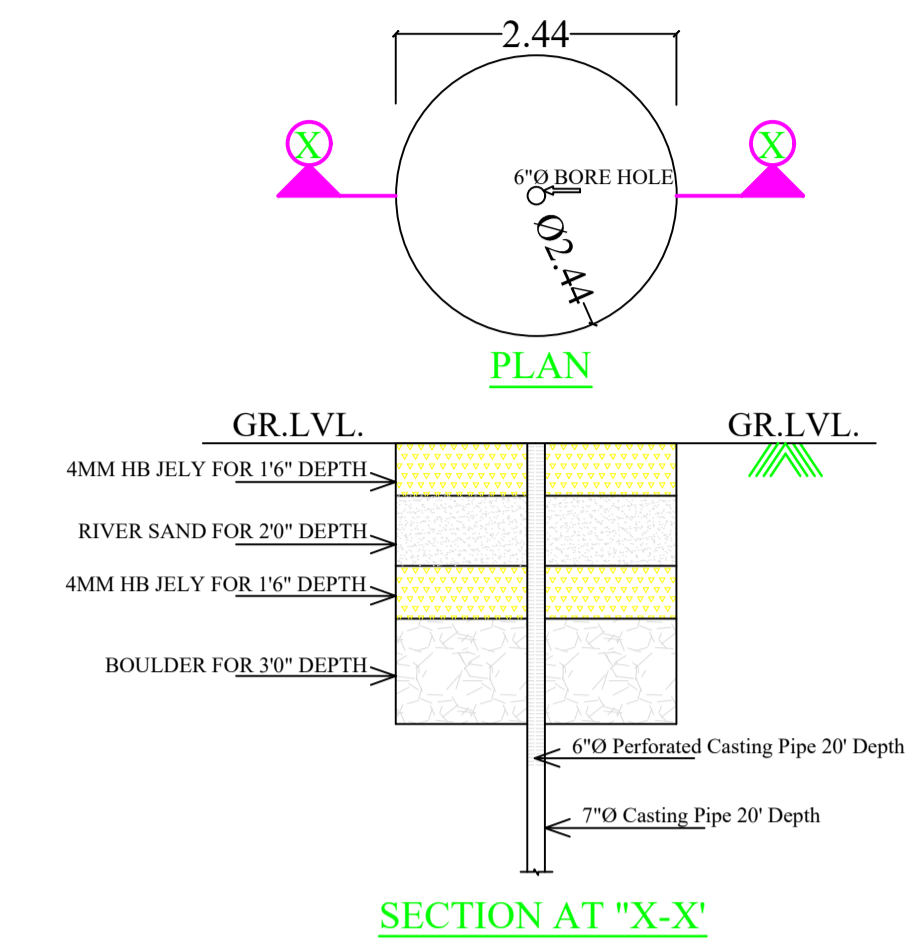 2.44
X
X
6"Ø BORE HOLE
Ø2.44
PLAN
GR.LVL.
GR.LVL.
4MM HB JELY FOR 1'6" DEPTH
RIVER SAND FOR 2'0" DEPTH
4MM HB JELY FOR 1'6" DEPTH
BOULDER FOR 3'0" DEPTH
6"Ø Perforated Casting Pipe 20' Depth
7"Ø Casting Pipe 20' Depth
SECTION AT "X-X'